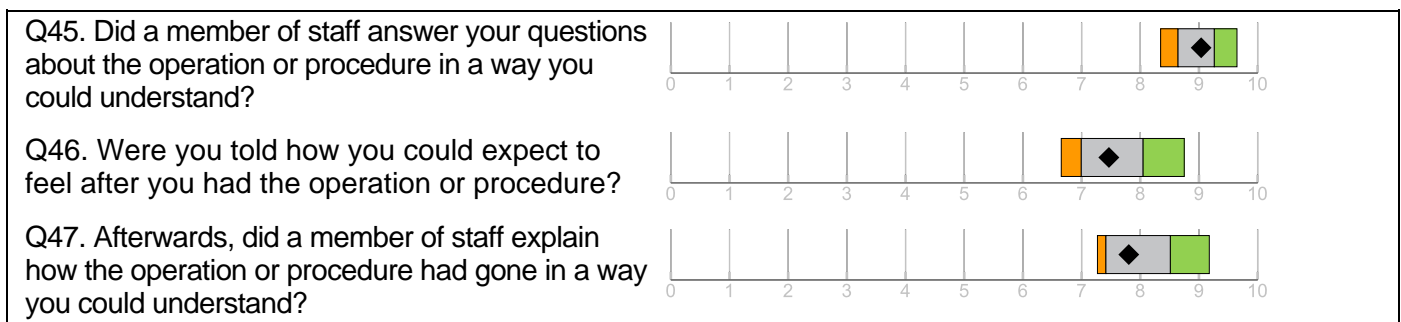 Q45. Did a member of staff answer your questions
about the operation or procedure in a way you
could understand?
0 1 2 3 4 5 6 7 8 9 10
Q46. Were you told how you could expect to
feel after you had the operation or procedure?
0 1 2 3 4 5 6 7 8 9 10
Q47. Afterwards, did a member of staff explain
how the operation or procedure had gone in a way
you could understand?
0 1 2 3 4 5 6 7 8 9 10